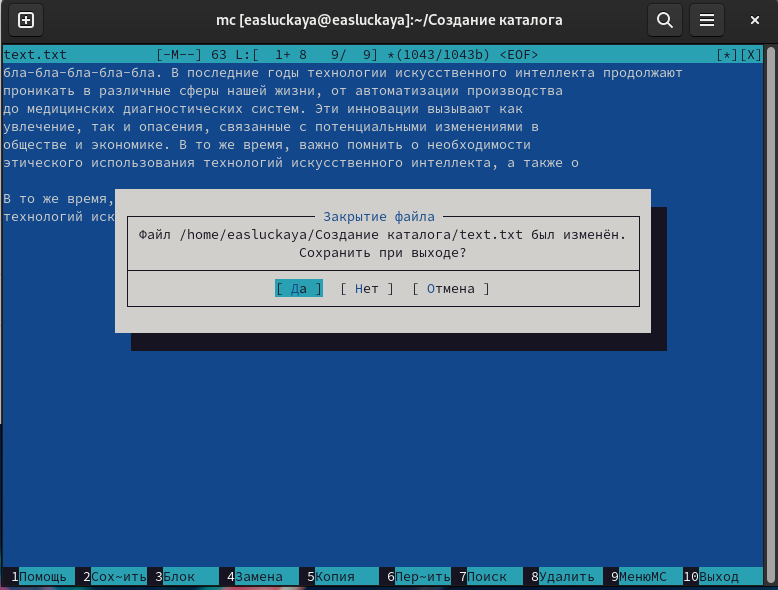 mc [easluckaya@easluckaya]:~/Создание каталога
text.txt [-M--] 63 L:[ 1+ 8 9/ 9] *(1043/1043b) <EOF> [*][X]
бла-бла-бла-бла-бла. В последние годы технологии искусственного интеллекта продолжают
проникать в различные сферы нашей жизни, от автоматизации производства
до медицинских диагностических систем. Эти инновации вызывают как
увлечение, так и опасения, связанные с потенциальными изменениями в
обществе и экономике. В то же время, важно помнить о необходимости
этического использования технологий искусственного интеллекта, а также о
В то же время,
технологий иск
Закрытие файла
Файл /home/easluckaya/Создание каталога/text.txt был изменён.
Сохранить при выходе?
[ Да ] [ Нет ] [ Отмена ]
1Помощь 2Сох~ить 3Блок 4Замена 5Копия 6Пер~ить 7Поиск 8Удалить 9МенюMC 10Выход